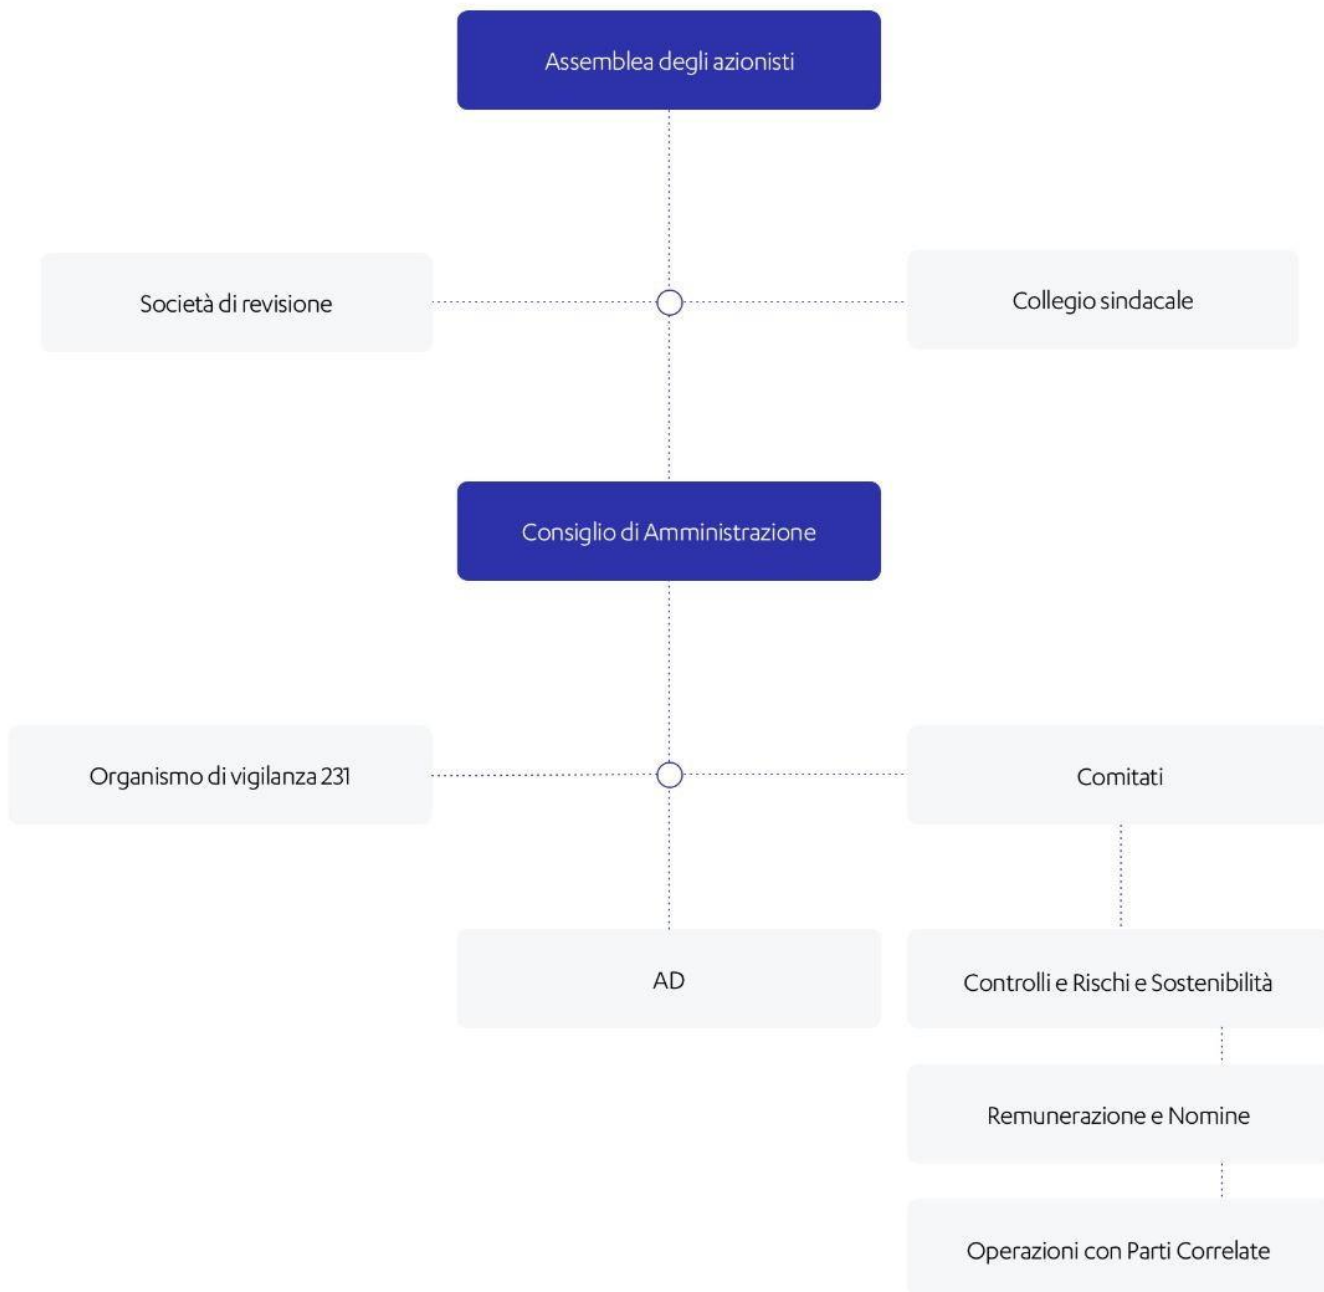 Assemblea degli azionisti
Società di revisione
Collegio sindacale
Consiglio di Amministrazione
Organismo di vigilanza 231
Comitati
AD
Controlli e Rischi e Sostenibilità
Remunerazione e Nomine
Operazioni con Parti Correlate